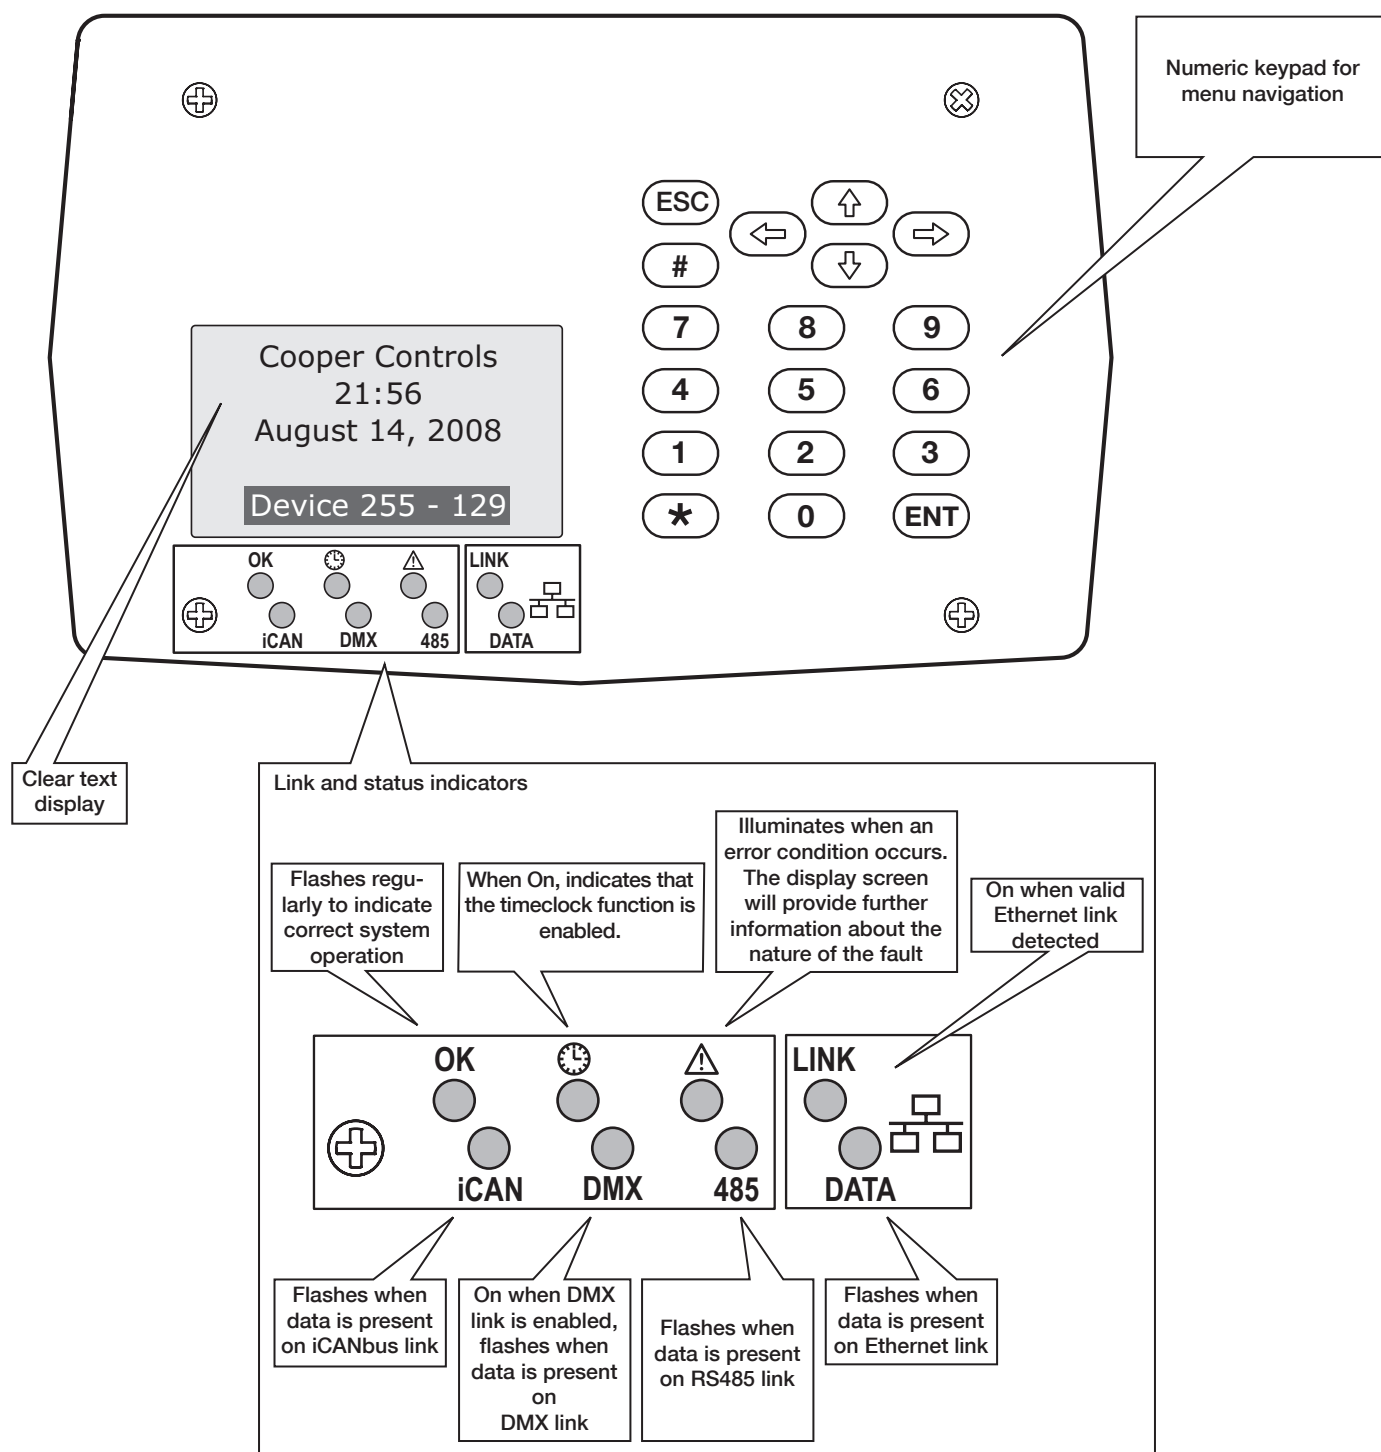 Numeric keypad for
menu navigation
ESC
#
7 8 9
4 5 6
1 2 3
* 0 ENT
Cooper Controls
21:56
August 14, 2008
Device 255 - 129
OK LINK
iCAN DMX 485 DATA
Clear text
display
Link and status indicators
Flashes regu-
larly to indicate
correct system
operation
When On, indicates that
the timeclock function is
enabled.
Illuminates when an
error condition occurs.
The display screen
will provide further
information about the
nature of the fault
On when valid
Ethernet link
detected
OK LINK
iCAN DMX 485 DATA
Flashes when
data is present
on iCANbus link
On when DMX
link is enabled,
flashes when
data is present
on
DMX link
Flashes when
data is present
on RS485 link
Flashes when
data is present
on Ethernet link